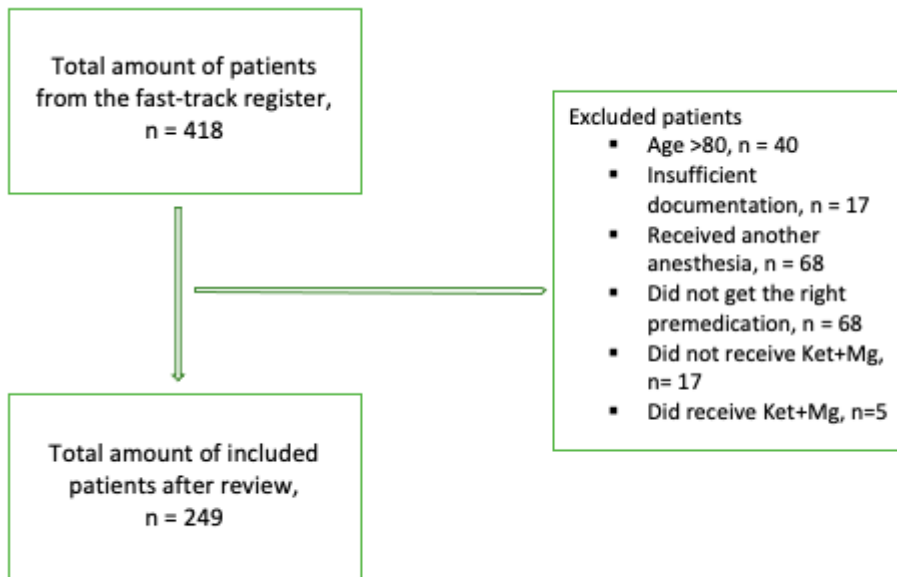 Total amount of patients
from the fast-track register,
n = 418
Excluded patients
▪ Age >80, n = 40
▪ Insufficient
documentation, n = 17
▪ Received another
anesthesia, n = 68
▪ Did not get the right
premedication, n = 68
▪ Did not receive Ket+Mg,
n= 17
▪ Did receive Ket+Mg, n=5
Total amount of included
patients after review,
n = 249